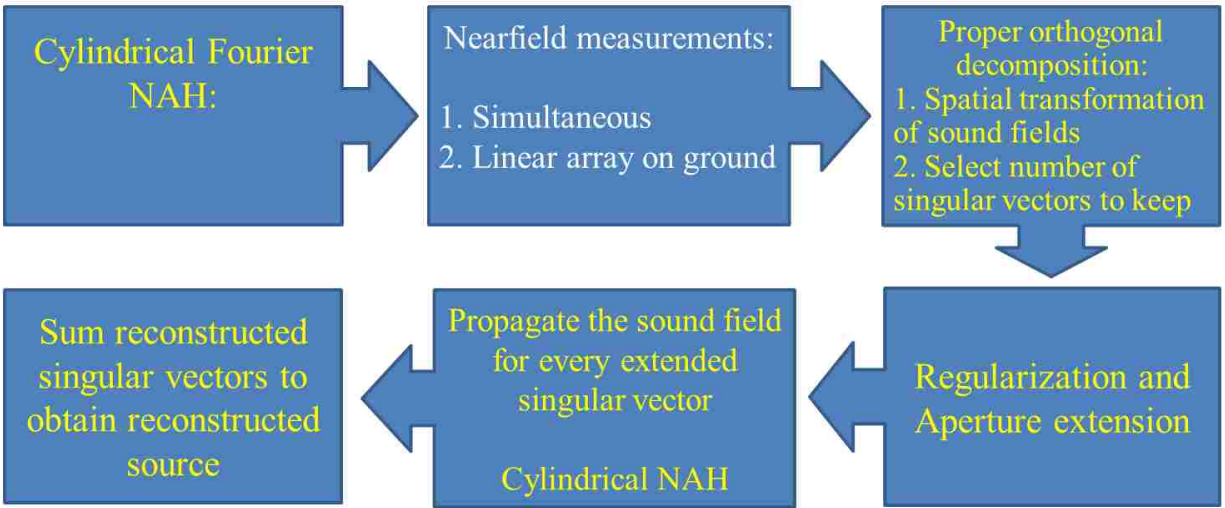 Cylindrical Fourier
NAH:
Nearfield measurements:
1. Simultaneous
2. Linear array on ground
Proper orthogonal
decomposition:
1. Spatial transformation
of sound fields
2. Select number of
singular vectors to keep
Regularization and
Aperture extension
Propagate the sound field
for every extended
singular vector
Cylindrical NAH
Sum reconstructed
singular vectors to
obtain reconstructed
source